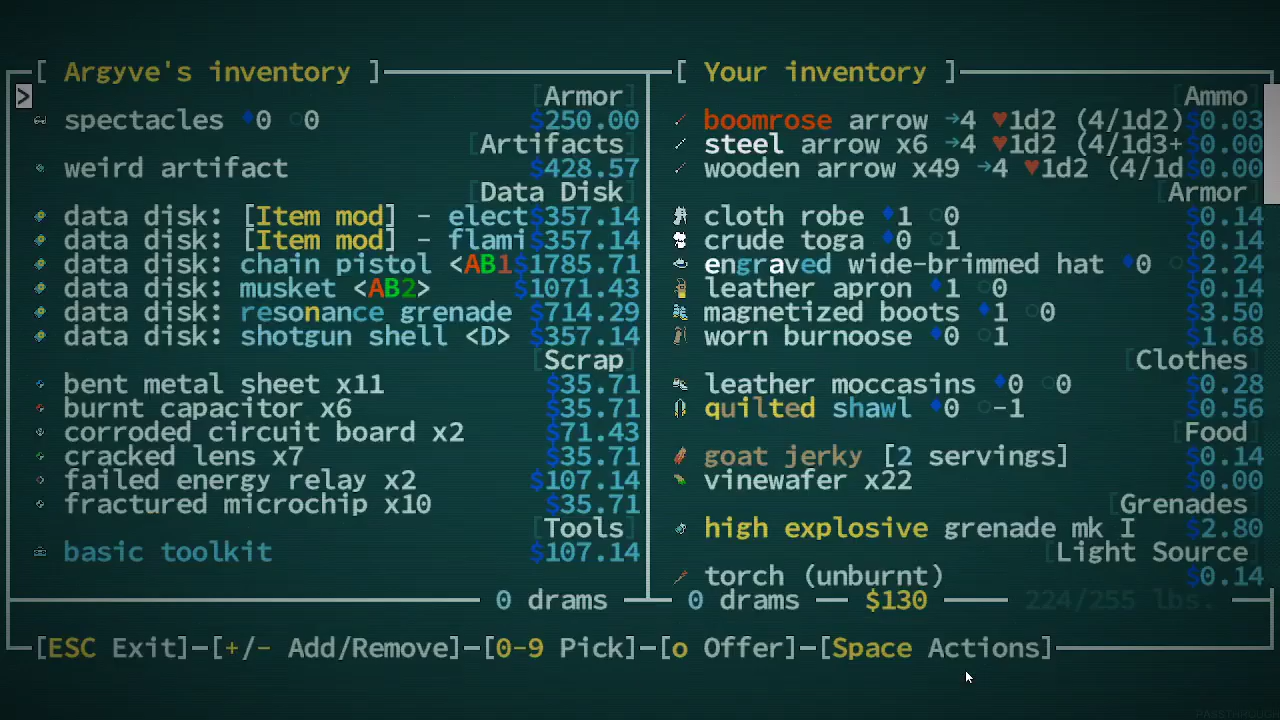 [ Argyve's inventory ]
[Armor]
spectacles ♦0 ○0 $250.00
[Artifacts]
weird artifact $428.57
[Data Disk]
data disk: [Item mod] - elect $357.14
data disk: [Item mod] - flami $357.14
data disk: chain pistol <AB1 $1785.71
data disk: musket <AB2> $1071.43
data disk: resonance grenade $714.29
data disk: shotgun shell <D> $357.14
[Scrap]
bent metal sheet x11 $35.71
burnt capacitor x6 $35.71
corroded circuit board x2 $71.43
cracked lens x7 $35.71
failed energy relay x2 $107.14
fractured microchip x10 $35.71
[Tools]
basic toolkit $107.14
0 drams
[ Your inventory ]
[Ammo]
boomrose arrow →4 ♥1d2 (4/1d2) $0.03
steel arrow x6 →4 ♥1d2 (4/1d3+ $0.00
wooden arrow x49 →4 ♥1d2 (4/1d $0.00
[Armor]
cloth robe ♦1 ○0 $0.14
crude toga ♦0 ○1 $0.14
engraved wide-brimmed hat ♦0 ○ $2.24
leather apron ♦1 ○0 $0.14
magnetized boots ♦1 ○0 $3.50
worn burnoose ♦0 ○1 $1.68
[Clothes]
leather moccasins ♦0 ○0 $0.28
quilted shawl ♦0 ○-1 $0.56
[Food]
goat jerky [2 servings] $0.14
vinewafer x22 $0.00
[Grenades]
high explosive grenade mk I $2.80
[Light Source]
torch (unburnt) $0.14
0 drams $130 224/255 lbs.
[ESC Exit] [+/- Add/Remove] [0-9 Pick] [o Offer] [Space Actions]